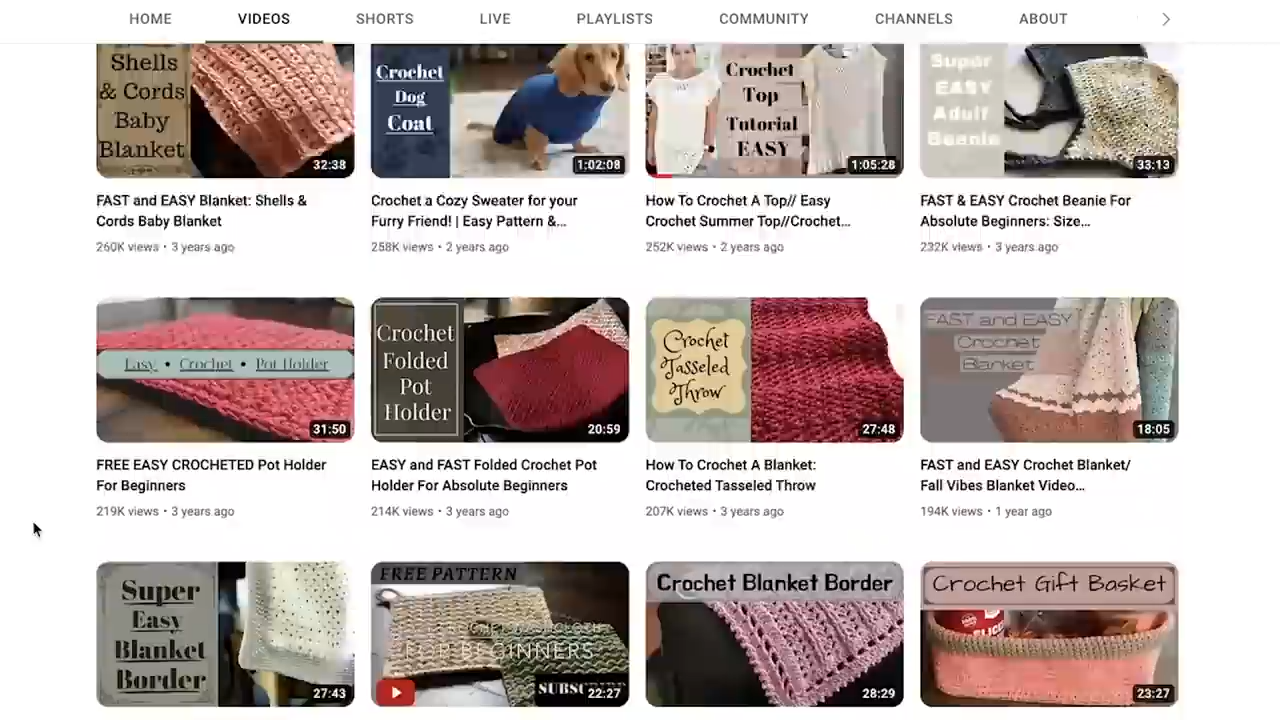 HOME VIDEOS SHORTS LIVE PLAYLISTS COMMUNITY CHANNELS ABOUT
Shells
& Cords
Baby
Blanket
32:38
Crochet
Dog
Coat
1:02:08
Crochet
Top
Tutorial
EASY
1:05:28
Super
EASY
Adult
Beanie
33:13
FAST and EASY Blanket: Shells &
Cords Baby Blanket
260K views • 3 years ago
Crochet a Cozy Sweater for your
Furry Friend! | Easy Pattern &...
258K views • 2 years ago
How To Crochet A Top// Easy
Crochet Summer Top//Crochet...
252K views • 2 years ago
FAST & EASY Crochet Beanie For
Absolute Beginners: Size...
232K views • 3 years ago
Easy • Crochet • Pot Holder
31:50
Crochet
Folded
Pot
Holder
20:59
Crochet
Tasseled
Throw
27:48
FAST and EASY
Crochet
Blanket
18:05
FREE EASY CROCHETED Pot Holder
For Beginners
219K views • 3 years ago
EASY and FAST Folded Crochet Pot
Holder For Absolute Beginners
214K views • 3 years ago
How To Crochet A Blanket:
Crocheted Tasseled Throw
207K views • 3 years ago
FAST and EASY Crochet Blanket/
Fall Vibes Blanket Video...
194K views • 1 year ago
Super
Easy
Blanket
Border
27:43
FREE PATTERN
FOR BEGINNERS
22:27
Crochet Blanket Border
28:29
Crochet Gift Basket
23:27